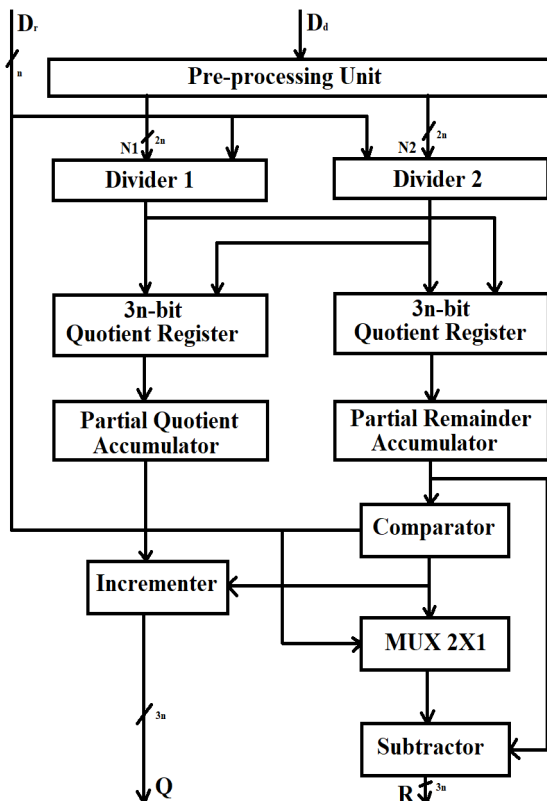 Dr Dd
n
Pre-processing Unit
N1 2n N2 2n
Divider 1 Divider 2
3n-bit
Quotient Register
3n-bit
Quotient Register
Partial Quotient
Accumulator
Partial Remainder
Accumulator
Comparator
Incrementer
MUX 2X1
3n
Subtractor
Q R 3n